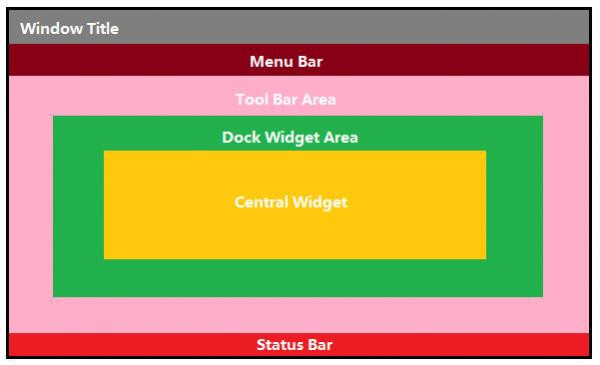 Window Title
Menu Bar
Tool Bar Area
Dock Widget Area
Central Widget
Status Bar